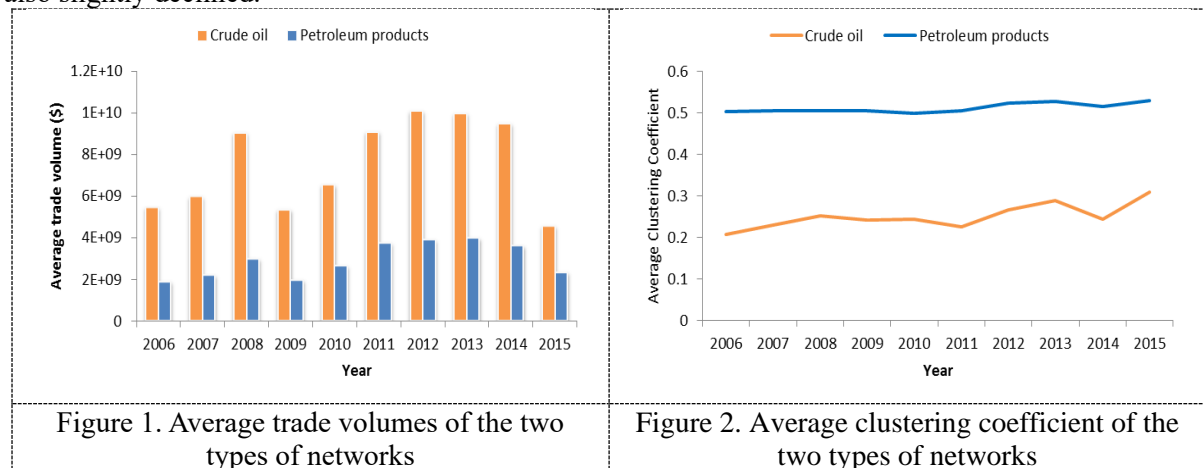 also slightly declined.
Crude oil Petroleum products
Average trade volume ($)
1.2E+10
1E+10
8E+09
6E+09
4E+09
2E+09
0
2006 2007 2008 2009 2010 2011 2012 2013 2014 2015
Year
Figure 1. Average trade volumes of the two
types of networks
Crude oil Petroleum products
Average Clustering Coefficient
0.6
0.5
0.4
0.3
0.2
0.1
0
2006 2007 2008 2009 2010 2011 2012 2013 2014 2015
Year
Figure 2. Average clustering coefficient of the
two types of networks